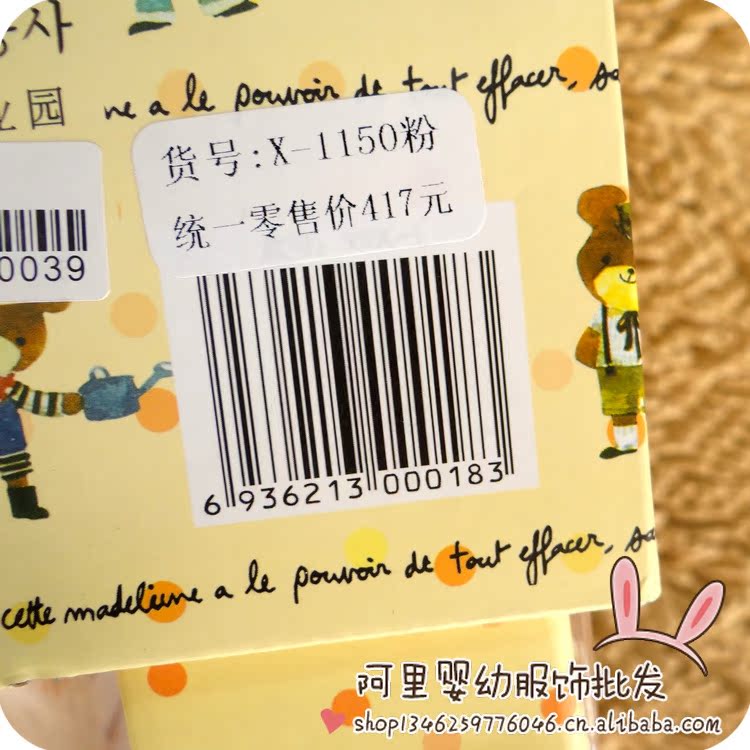 ne a le pouvoir de tout effacer, sa
园
货号:X-1150粉
统一零售价417元
0039
6 936213 000183
cette madeleine a le pouvoir de tout effacer, sa
阿里婴幼服饰批发
shop1346259776046.cn.alibaba.com